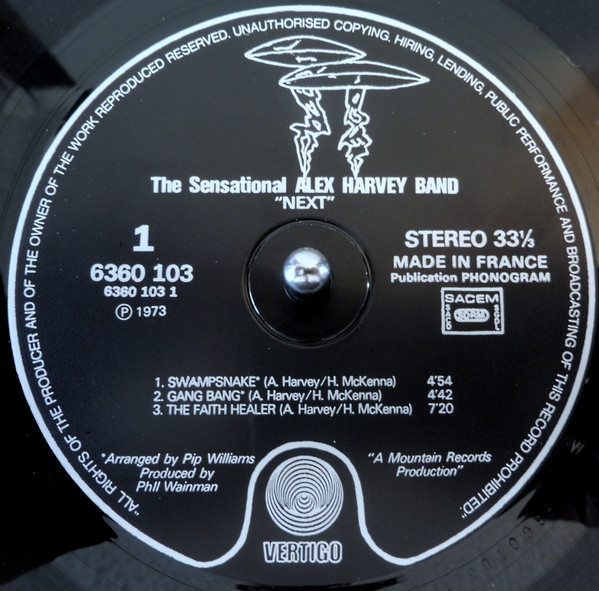 "ALL RIGHTS OF THE PRODUCER AND OF THE OWNER OF THE WORK REPRODUCED RESERVED. UNAUTHORISED COPYING. HIRING, LENDING, PUBLIC PERFORMANCE AND BROADCASTING OF THIS RECORD PROHIBITED."
The Sensational ALEX HARVEY BAND
"NEXT"
1
6360 103
6360 103 1
Ⓟ 1973
STEREO 33⅓
MADE IN FRANCE
Publication PHONOGRAM
SACEM
SACD SDRM SGDL
1. SWAMPSNAKE* (A. Harvey/H. McKenna) 4'54
2. GANG BANG* (A. Harvey/H. McKenna) 4'42
3. THE FAITH HEALER (A. Harvey/H. McKenna) 7'20
*Arranged by Pip Williams
Produced by
Phll Wainman
"A Mountain Records
Production"
VERTIGO